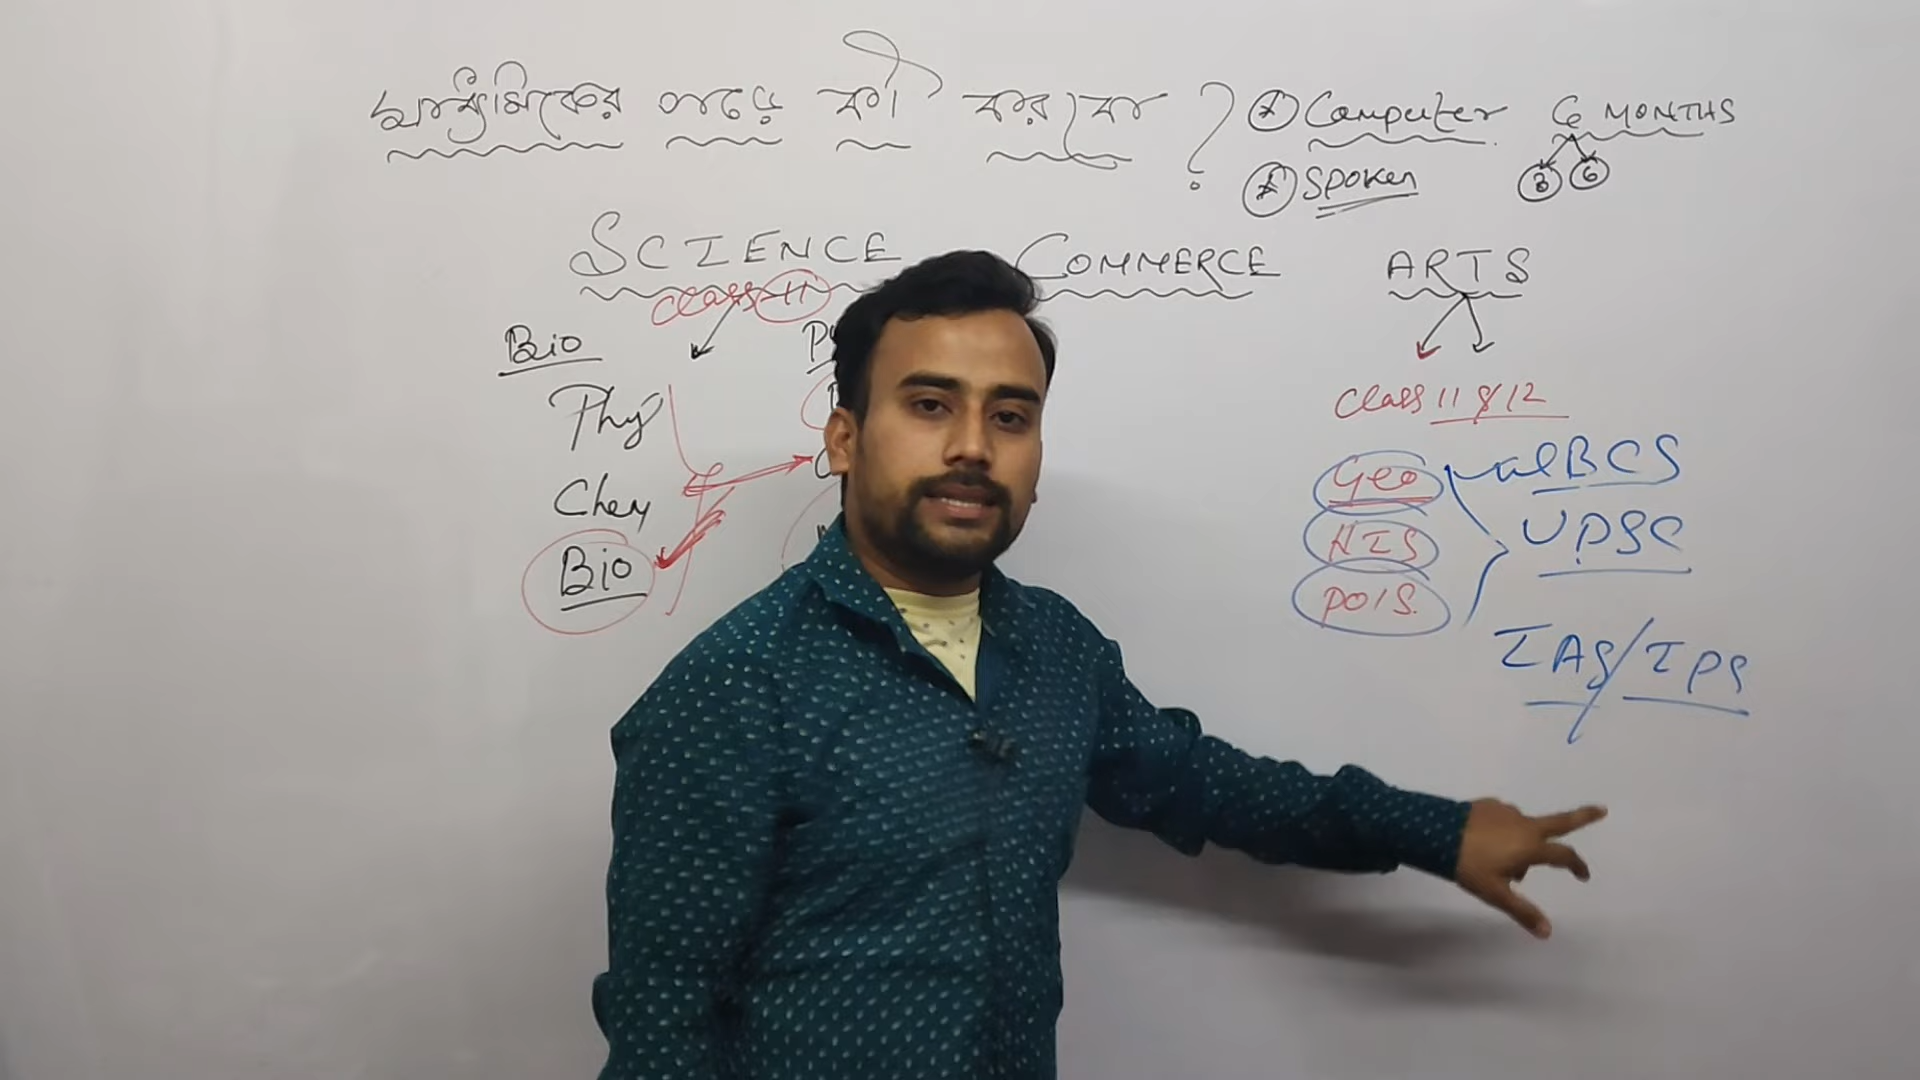 মাধ্যমিকের পড়ে কী করবো ? ① Computer 6 MONTHS
② Spoken 3 6
SCIENCE COMMERCE ARTS
class-11
Bio
Phy
Chem
Bio
class 11 & 12
Geo WBCS
HIS UPSC
POlS.
IAS/IPS